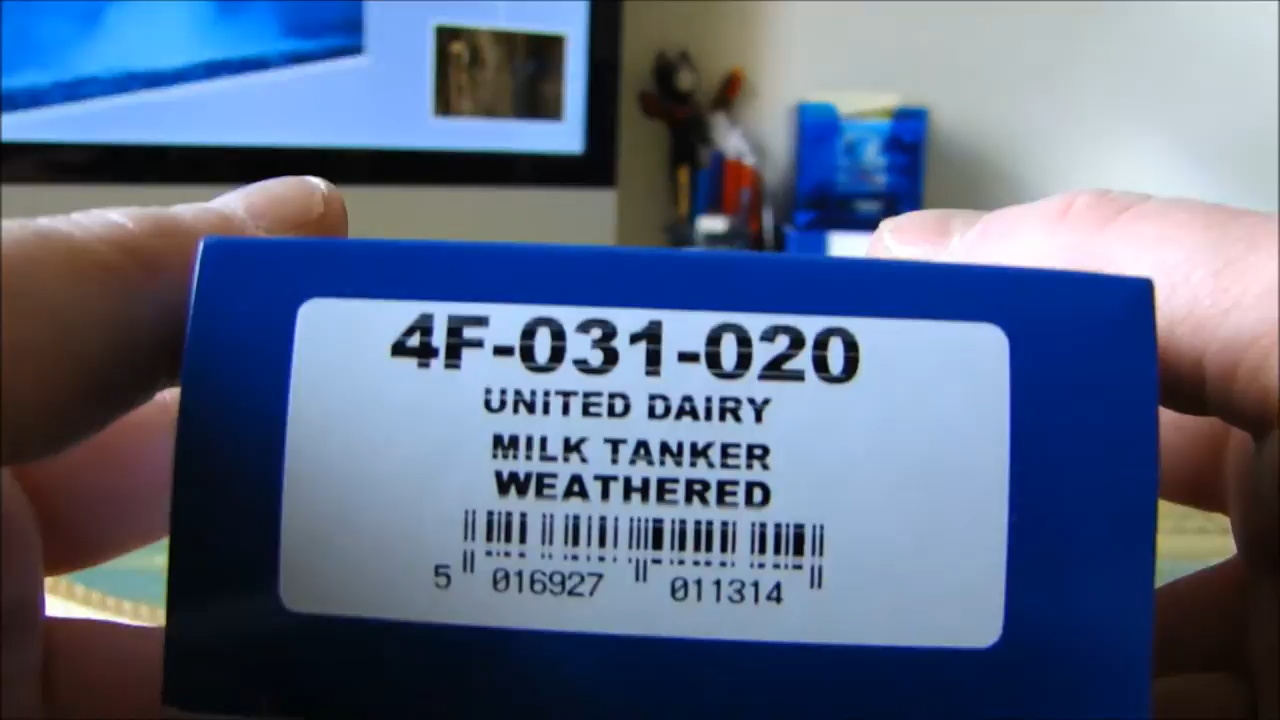 4F-031-020
UNITED DAIRY
MILK TANKER
WEATHERED
5 016927 011314